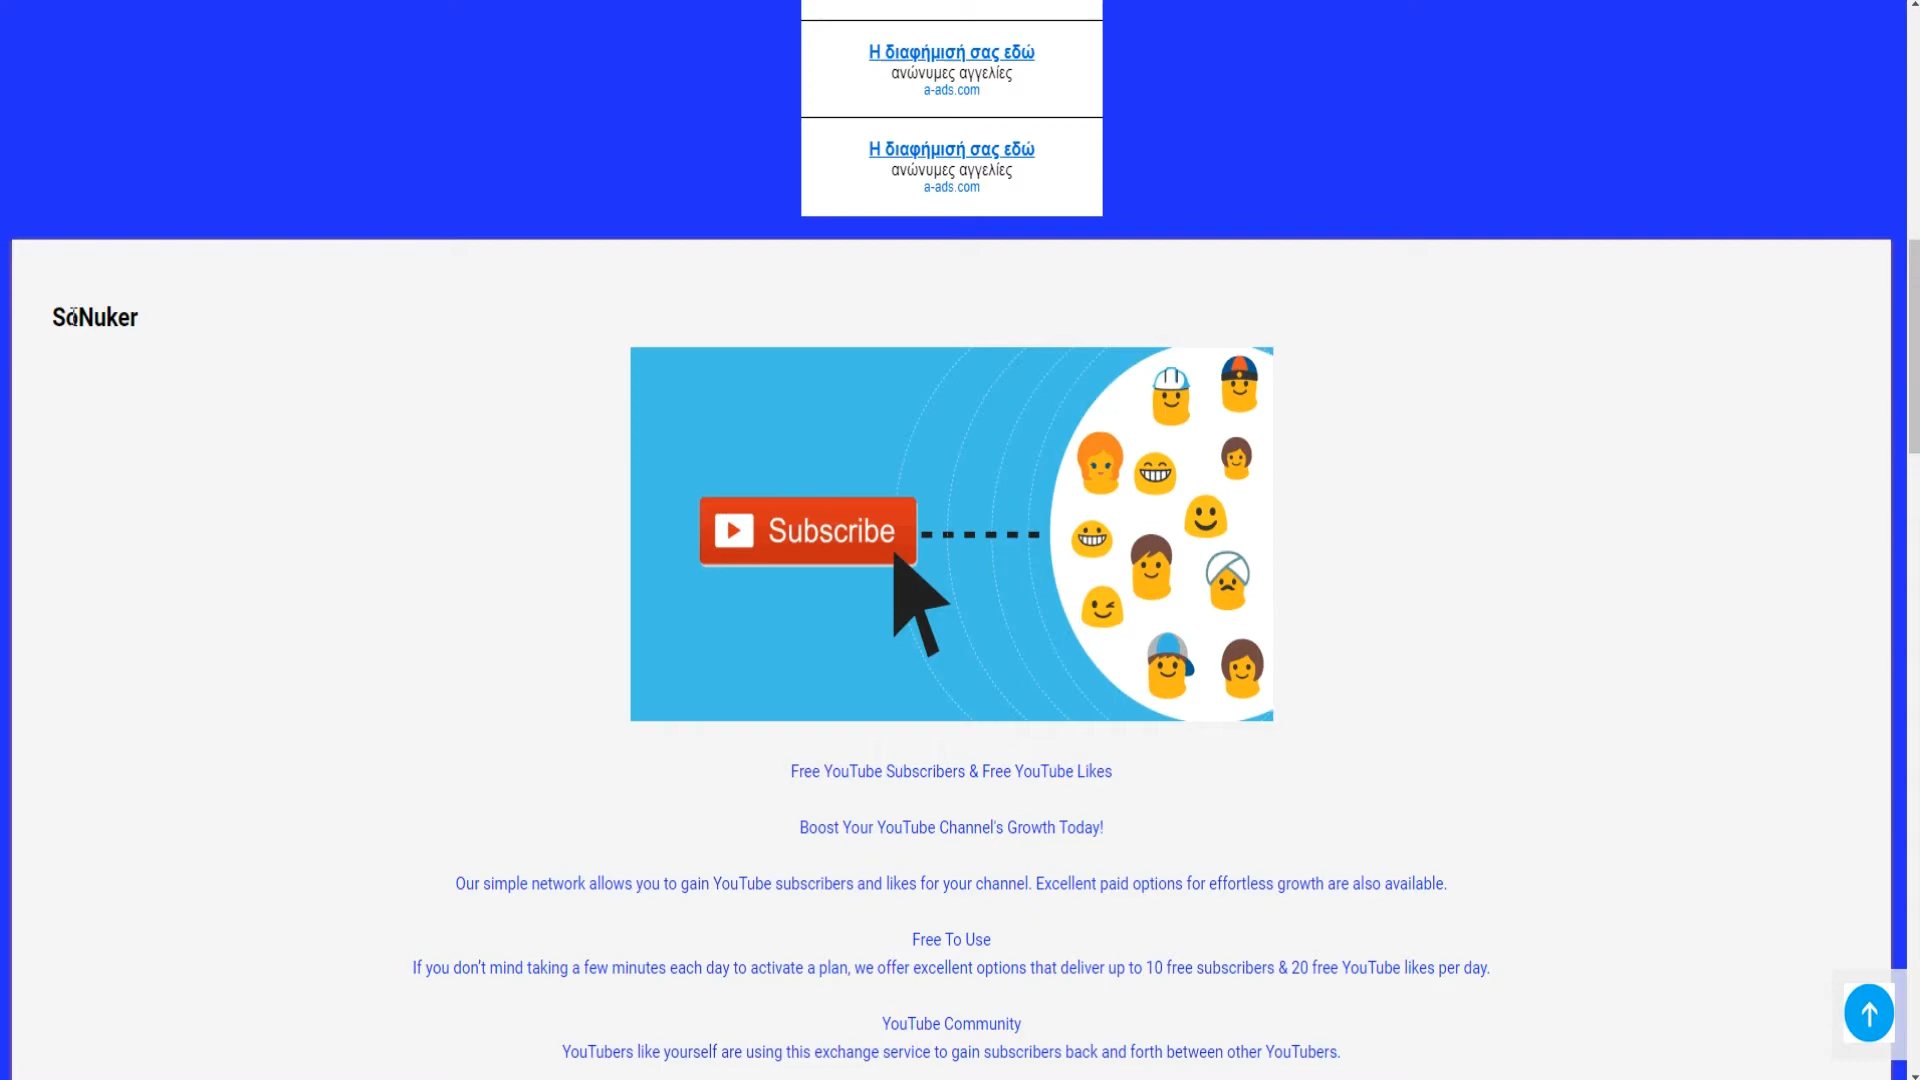 Η διαφήμισή σας εδώ
ανώνυμες αγγελίες
a-ads.com
Η διαφήμισή σας εδώ
ανώνυμες αγγελίες
a-ads.com
Subscribe
Free YouTube Subscribers & Free YouTube Likes
Boost Your YouTube Channel's Growth Today!
Our simple network allows you to gain YouTube subscribers and likes for your channel. Excellent paid options for effortless growth are also available.
Free To Use
If you don’t mind taking a few minutes each day to activate a plan, we offer excellent options that deliver up to 10 free subscribers & 20 free YouTube likes per day.
YouTube Community
YouTubers like yourself are using this exchange service to gain subscribers back and forth between other YouTubers.